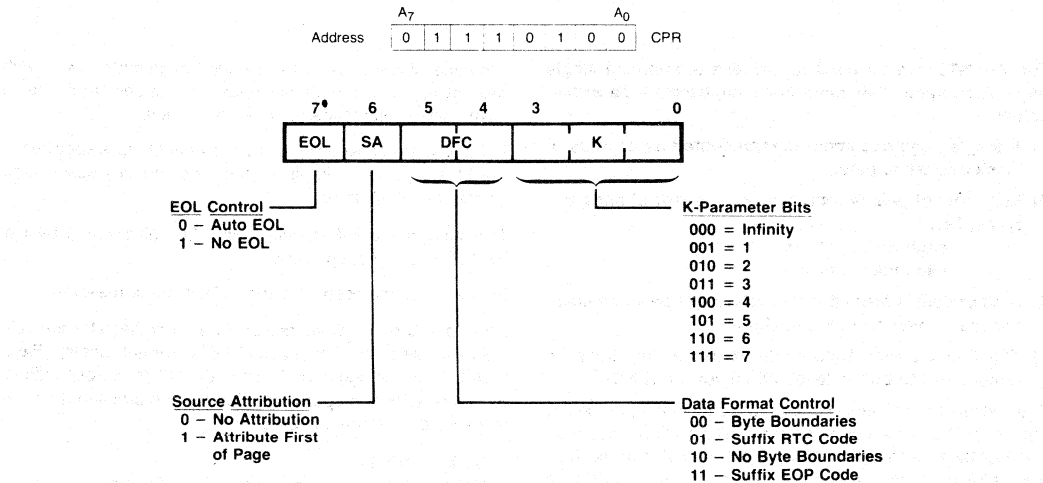 A7 A0
Address 0 1 1 1 0 1 0 0 CPR
7 6 5 4 3 0
EOL SA DFC K
EOL Control
0 – Auto EOL
1 – No EOL
K-Parameter Bits
000 = Infinity
001 = 1
010 = 2
011 = 3
100 = 4
101 = 5
110 = 6
111 = 7
Source Attribution
0 – No Attribution
1 – Attribute First
of Page
Data Format Control
00 – Byte Boundaries
01 – Suffix RTC Code
10 – No Byte Boundaries
11 – Suffix EOP Code